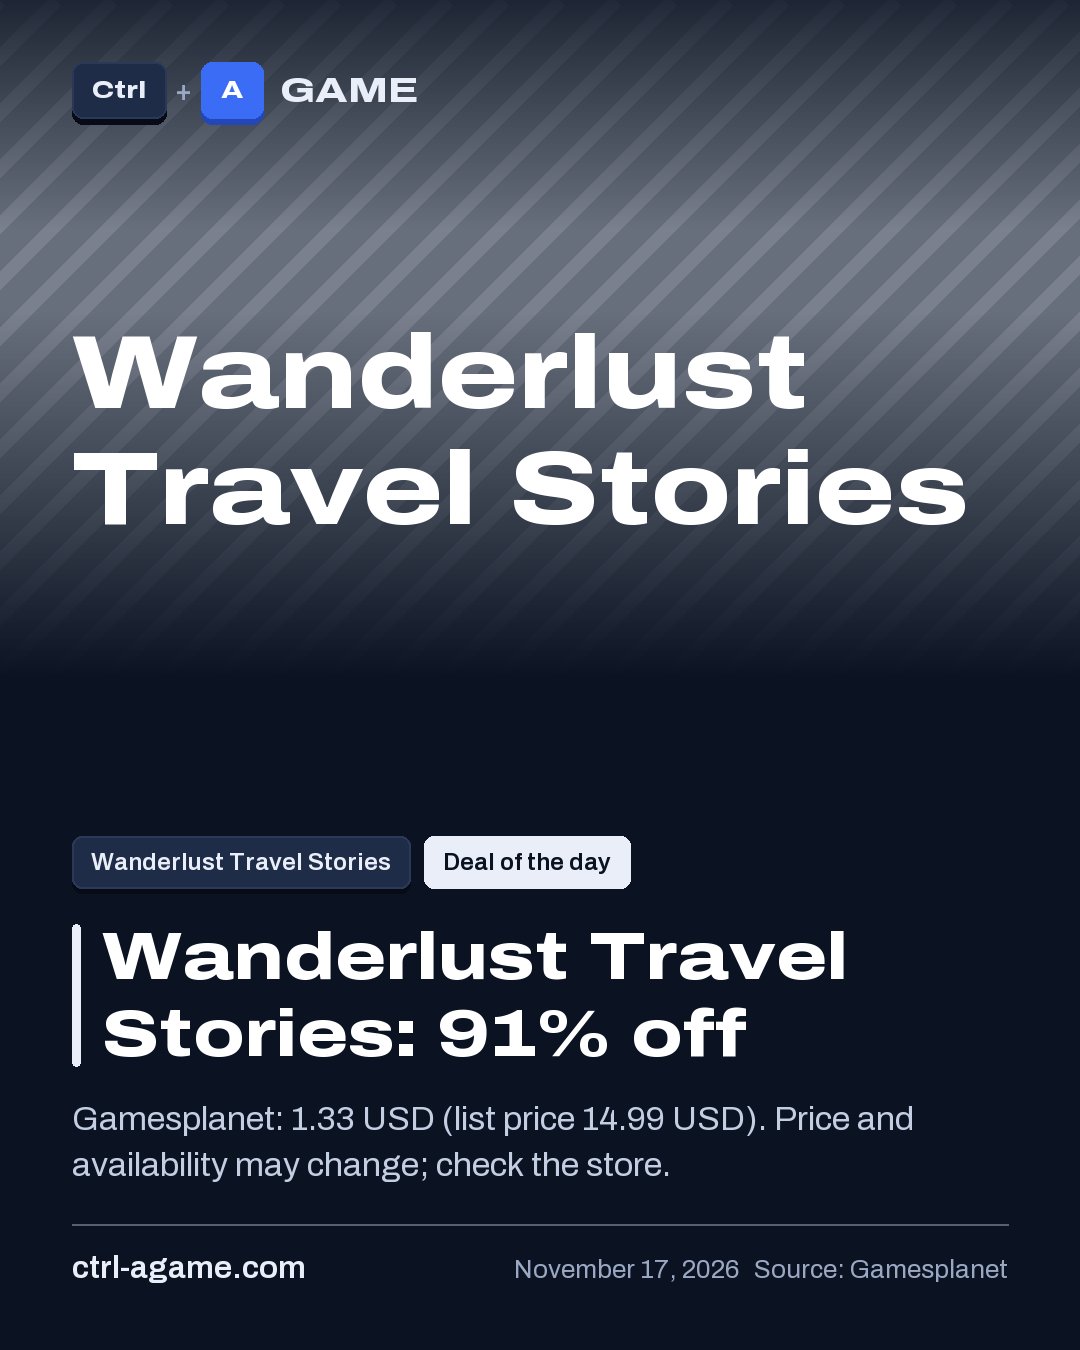 Ctrl + A GAME
Wanderlust
Travel Stories
Wanderlust Travel Stories
Deal of the day
Wanderlust Travel
Stories: 91% off
Gamesplanet: 1.33 USD (list price 14.99 USD). Price and
availability may change; check the store.
ctrl-agame.com
November 17, 2026 Source: Gamesplanet